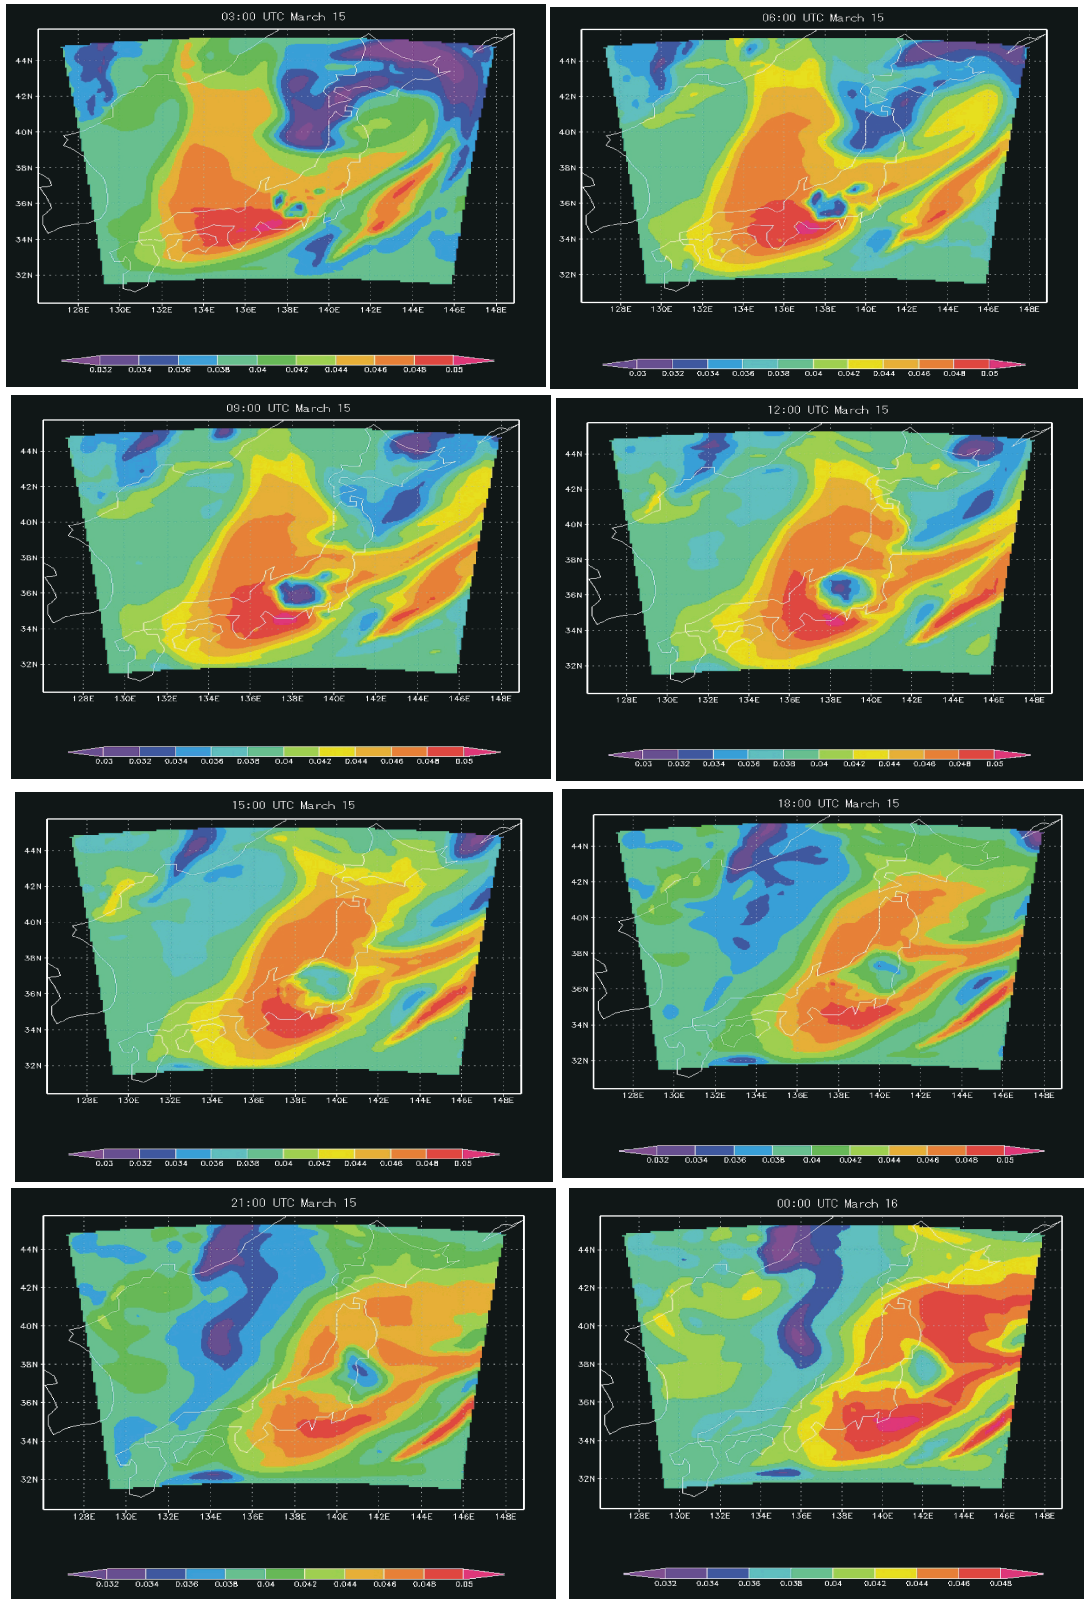 03:00 UTC March 15
44N
42N
40N
38N
36N
34N
32N
128E 130E 132E 134E 136E 138E 140E 142E 144E 146E 148E
0.032 0.034 0.036 0.038 0.04 0.042 0.044 0.046 0.048 0.05
06:00 UTC March 15
44N
42N
40N
38N
36N
34N
32N
128E 130E 132E 134E 136E 138E 140E 142E 144E 146E 148E
0.03 0.032 0.034 0.036 0.038 0.04 0.042 0.044 0.046 0.048 0.05
09:00 UTC March 15
44N
42N
40N
38N
36N
34N
32N
128E 130E 132E 134E 136E 138E 140E 142E 144E 146E 148E
0.03 0.032 0.034 0.036 0.038 0.04 0.042 0.044 0.046 0.048 0.05
12:00 UTC March 15
44N
42N
40N
38N
36N
34N
32N
128E 130E 132E 134E 136E 138E 140E 142E 144E 146E 148E
0.03 0.032 0.034 0.036 0.038 0.04 0.042 0.044 0.046 0.048 0.05
15:00 UTC March 15
44N
42N
40N
38N
36N
34N
32N
128E 130E 132E 134E 136E 138E 140E 142E 144E 146E 148E
0.03 0.032 0.034 0.036 0.038 0.04 0.042 0.044 0.046 0.048 0.05
18:00 UTC March 15
44N
42N
40N
38N
36N
34N
32N
128E 130E 132E 134E 136E 138E 140E 142E 144E 146E 148E
0.032 0.034 0.036 0.038 0.04 0.042 0.044 0.046 0.048 0.05
21:00 UTC March 15
44N
42N
40N
38N
36N
34N
32N
128E 130E 132E 134E 136E 138E 140E 142E 144E 146E 148E
0.032 0.034 0.036 0.038 0.04 0.042 0.044 0.046 0.048 0.05
00:00 UTC March 16
44N
42N
40N
38N
36N
34N
32N
128E 130E 132E 134E 136E 138E 140E 142E 144E 146E 148E
0.032 0.034 0.036 0.038 0.04 0.042 0.044 0.046 0.048